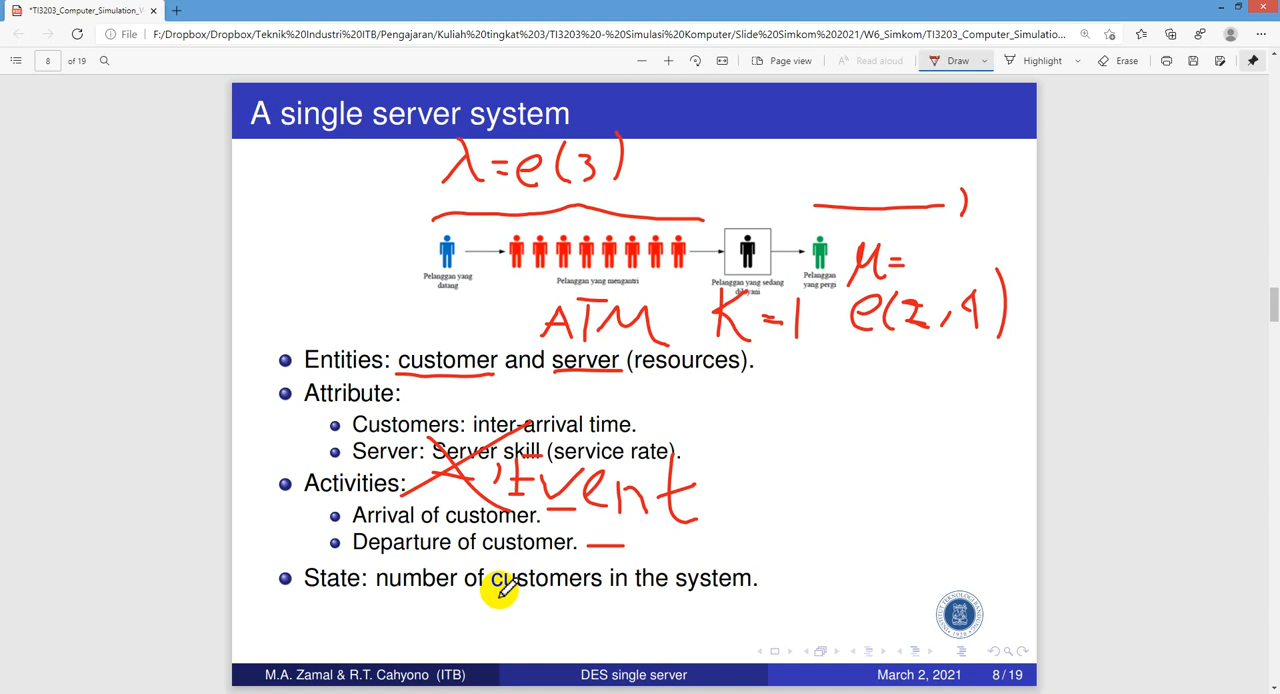 *TI3203_Computer_Simulation_W
File
F:/Dropbox/Dropbox/Teknik%20Industri%20ITB/Pengajaran/Kuliah%20tingkat%203/TI3203%20-%20Simulasi%20Komputer/Slide%20Simkom%202021/W6_Simkom/TI3203_Computer_Simulatio...
8 of 19
Page view
Read aloud
Draw
Highlight
Erase
A single server system
λ=e(3)
Pelanggan yang datang
Pelanggan yang mengantri
Pelanggan yang sedang dilayani
Pelanggan yang pergi
μ=
ATM
K=1
Entities: customer and server (resources).
Attribute:
Customers: inter-arrival time.
Server: Server skill (service rate).
Activities:
Event
Arrival of customer.
Departure of customer.
State: number of customers in the system.
INSTITUT TEKNOLOGI BANDUNG
1920
M.A. Zamal & R.T. Cahyono (ITB)
DES single server
March 2, 2021
8 / 19